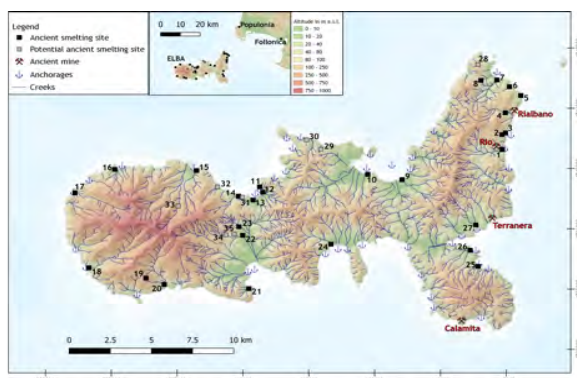 Legend
Ancient smelting site
Potential ancient smelting site
Ancient mine
Anchorages
Creeks
0 10 20 km
Populonia
Follonica
ELBA
Altitude in m a.s.l.
0 - 10
10 - 20
20 - 40
40 - 80
80 - 100
100 - 250
250 - 500
500 - 750
750 - 1000
28
8 7
6
5
4
Rialbano
2 3
Rio
1
30
29
16
15
10
9
17
32
11
12
14
31 13
33
23
35
34 22
Terranera
27
24
26
18
19
25
20
21
Calamita
0 2.5 5 7.5 10 km